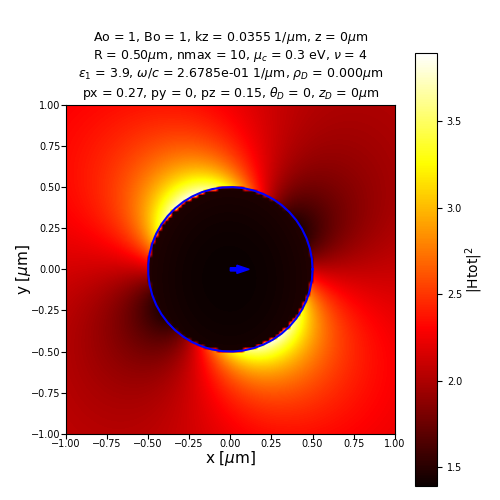 Ao = 1, Bo = 1, kz = 0.0355 1/μm, z = 0μm
R = 0.50μm, nmax = 10, μc = 0.3 eV, ν = 4
ε1 = 3.9, ω/c = 2.6785e-01 1/μm, ρD = 0.000μm
px = 0.27, py = 0, pz = 0.15, θD = 0, zD = 0μm
1.00
0.75
0.50
0.25
0.00
−0.25
−0.50
−0.75
−1.00
y [μm]
−1.00 −0.75 −0.50 −0.25 0.00 0.25 0.50 0.75 1.00
x [μm]
3.5
3.0
2.5
2.0
1.5
|Htot|²